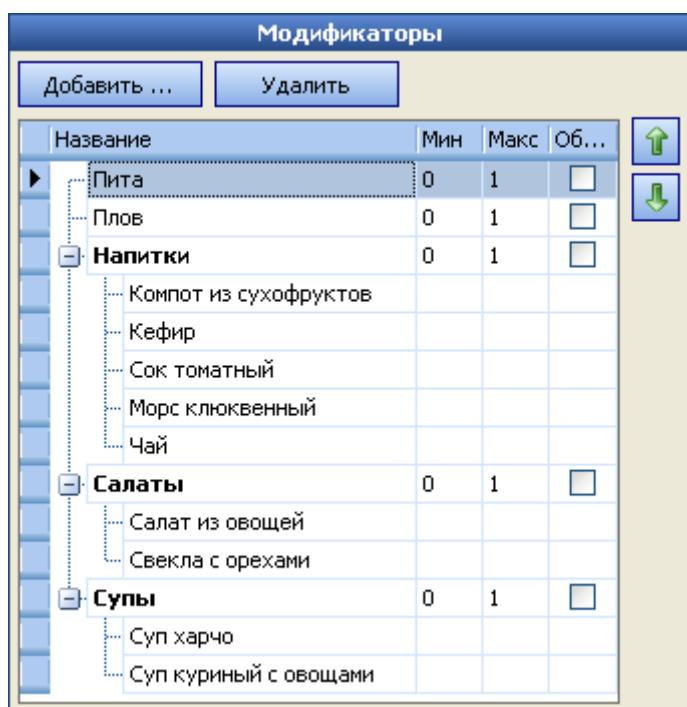 Модификаторы
Добавить ... Удалить
Название Мин Макс Об...
Пита 0 1
Плов 0 1
Напитки 0 1
Компот из сухофруктов
Кефир
Сок томатный
Морс клюквенный
Чай
Салаты 0 1
Салат из овощей
Свекла с орехами
Супы 0 1
Суп харчо
Суп куриный с овощами